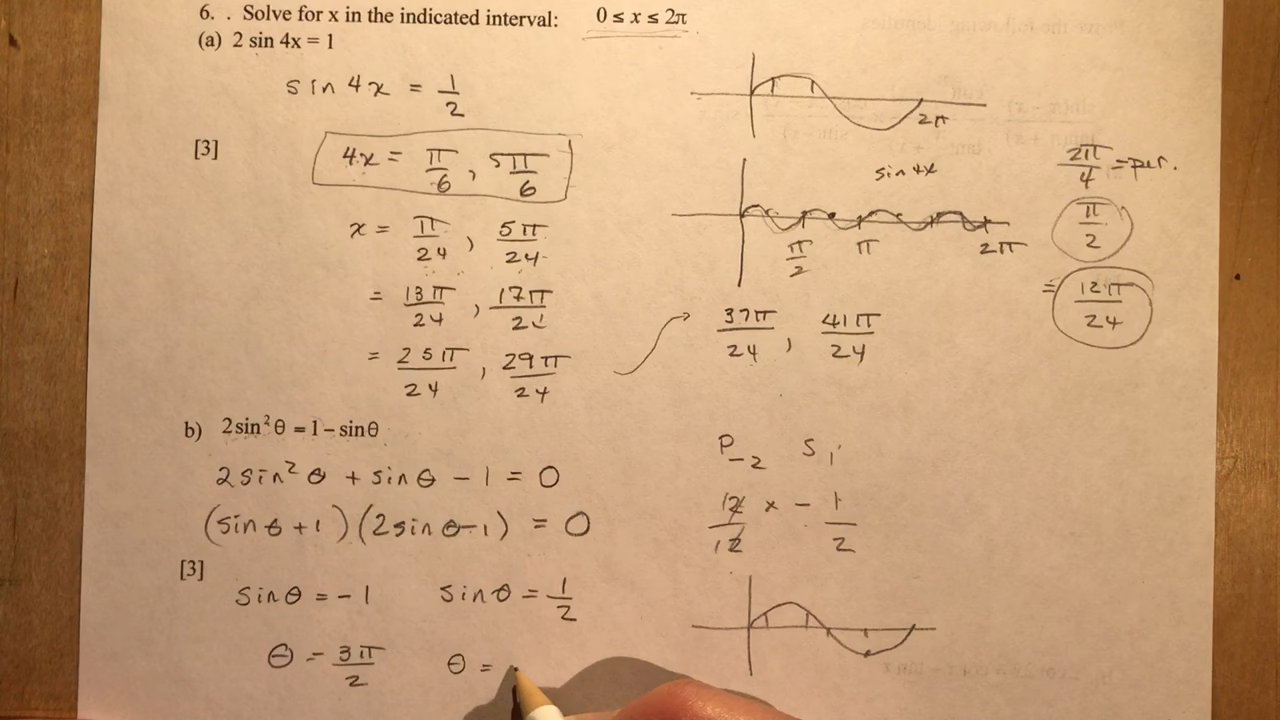 6. . Solve for x in the indicated interval: 0 ≤ x ≤ 2π
(a) 2 sin 4x = 1
sin 4x = 1/2
[3]
4x = π/6 , 5π/6
x = π/24 , 5π/24
= 13π/24 , 17π/24
= 25π/24 , 29π/24
2π
sin 4x
π/2 π 2π
2π/4 = per.
π/2
= 12π/24
37π/24 , 41π/24
b) 2sin²θ = 1 – sinθ
2sin²θ + sinθ - 1 = 0
(sinθ + 1)(2sinθ-1) = 0
[3]
sinθ = -1 sinθ = 1/2
θ = 3π/2 θ =
P -2 S 1